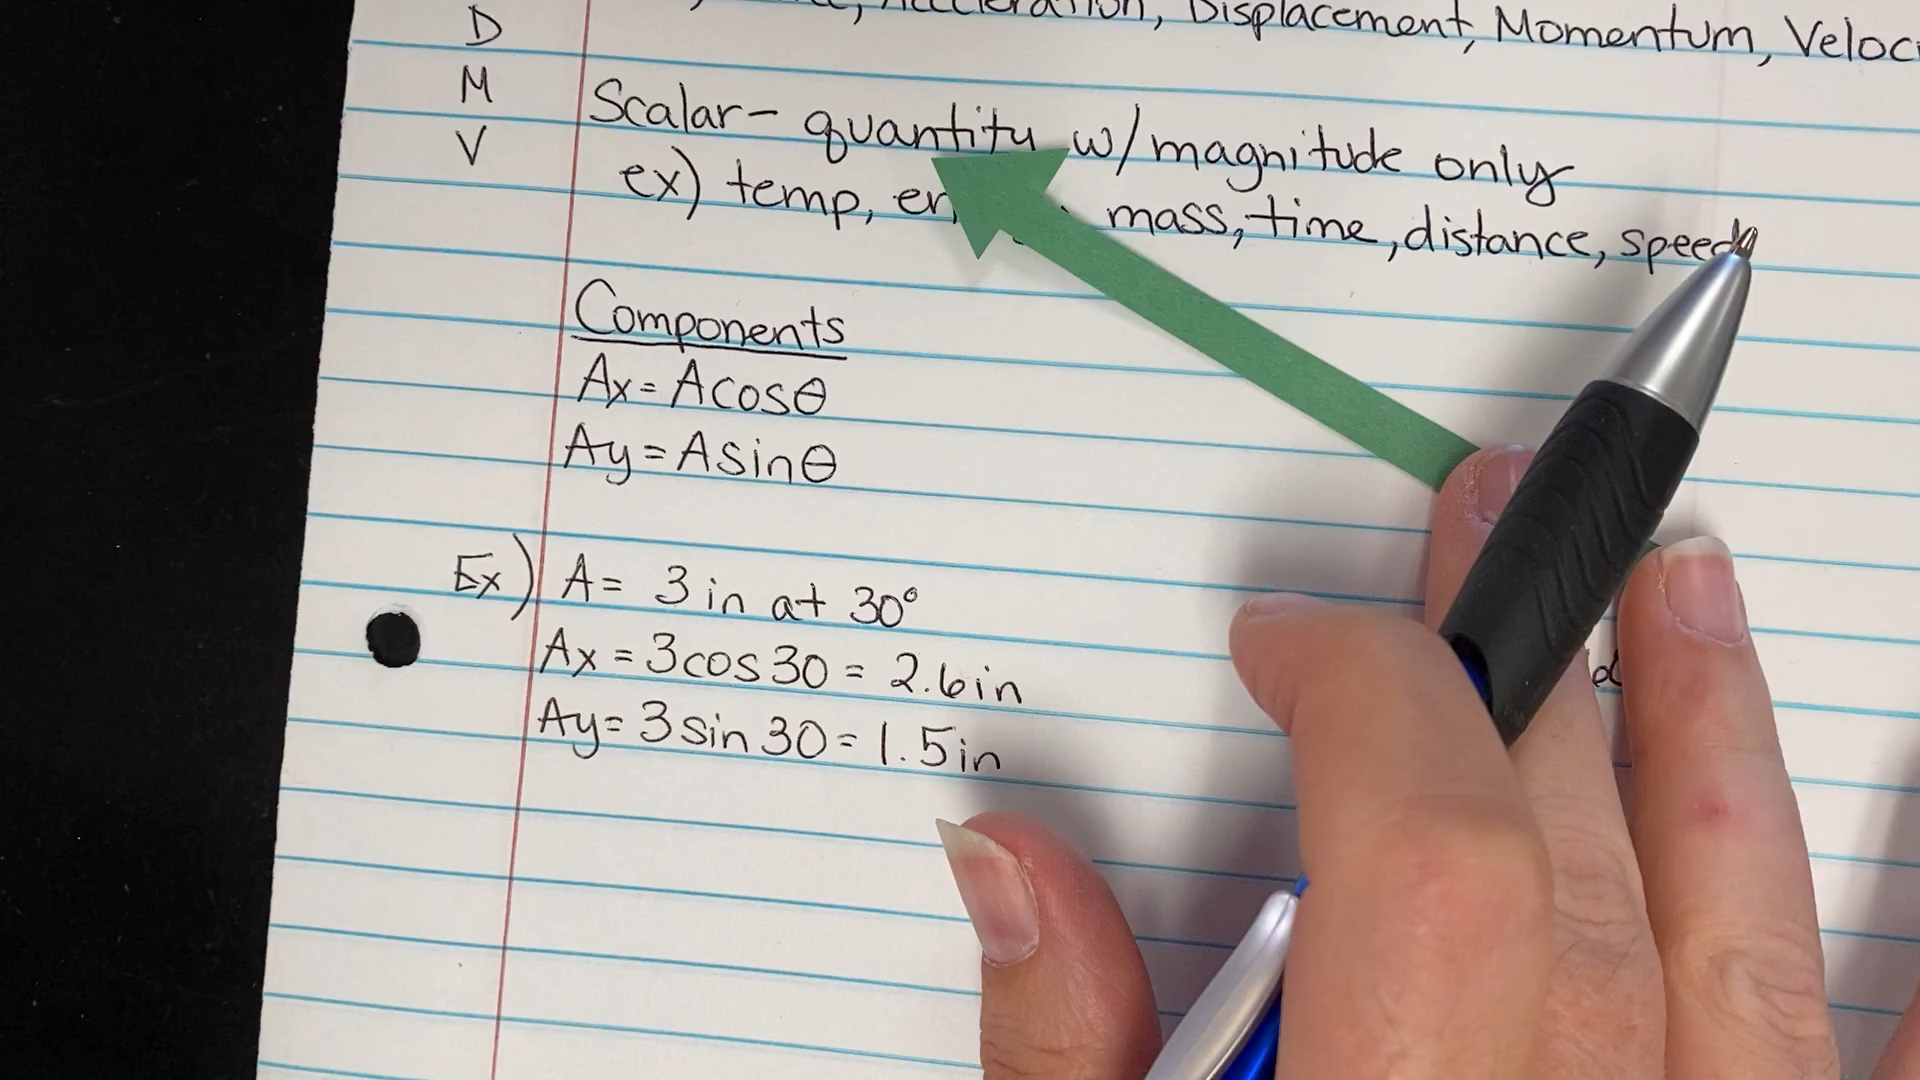 Acceleration, Displacement, Momentum,
D
M
V
Scalar- quantity w/ magnitude only
ex) temp, mass, time, distance, speed
Components
Ax = Acosθ
Ay = Asinθ
Ex) A = 3 in at 30°
Ax = 3cos30 = 2.6in
Ay = 3sin30 = 1.5in